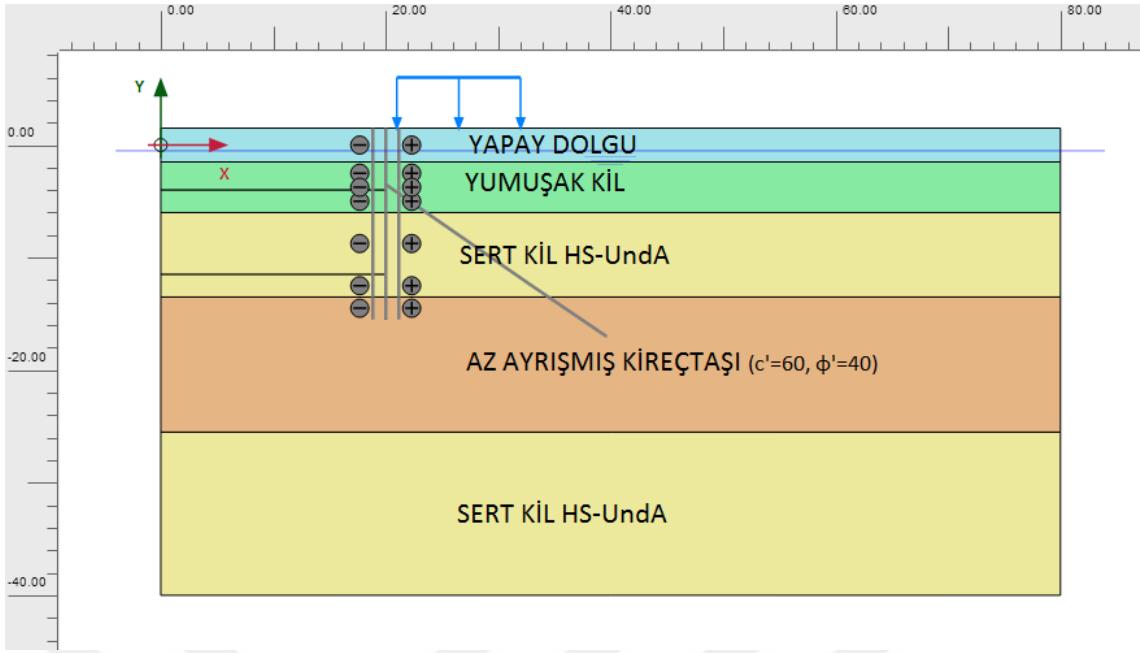 0.00 20.00 40.00 60.00 80.00
Y
0.00
X
YAPAY DOLGU
YUMUŞAK KİL
SERT KİL HS-UndA
-20.00
AZ AYRIŞMIŞ KİREÇTAŞI (c'=60, ϕ'=40)
SERT KİL HS-UndA
-40.00